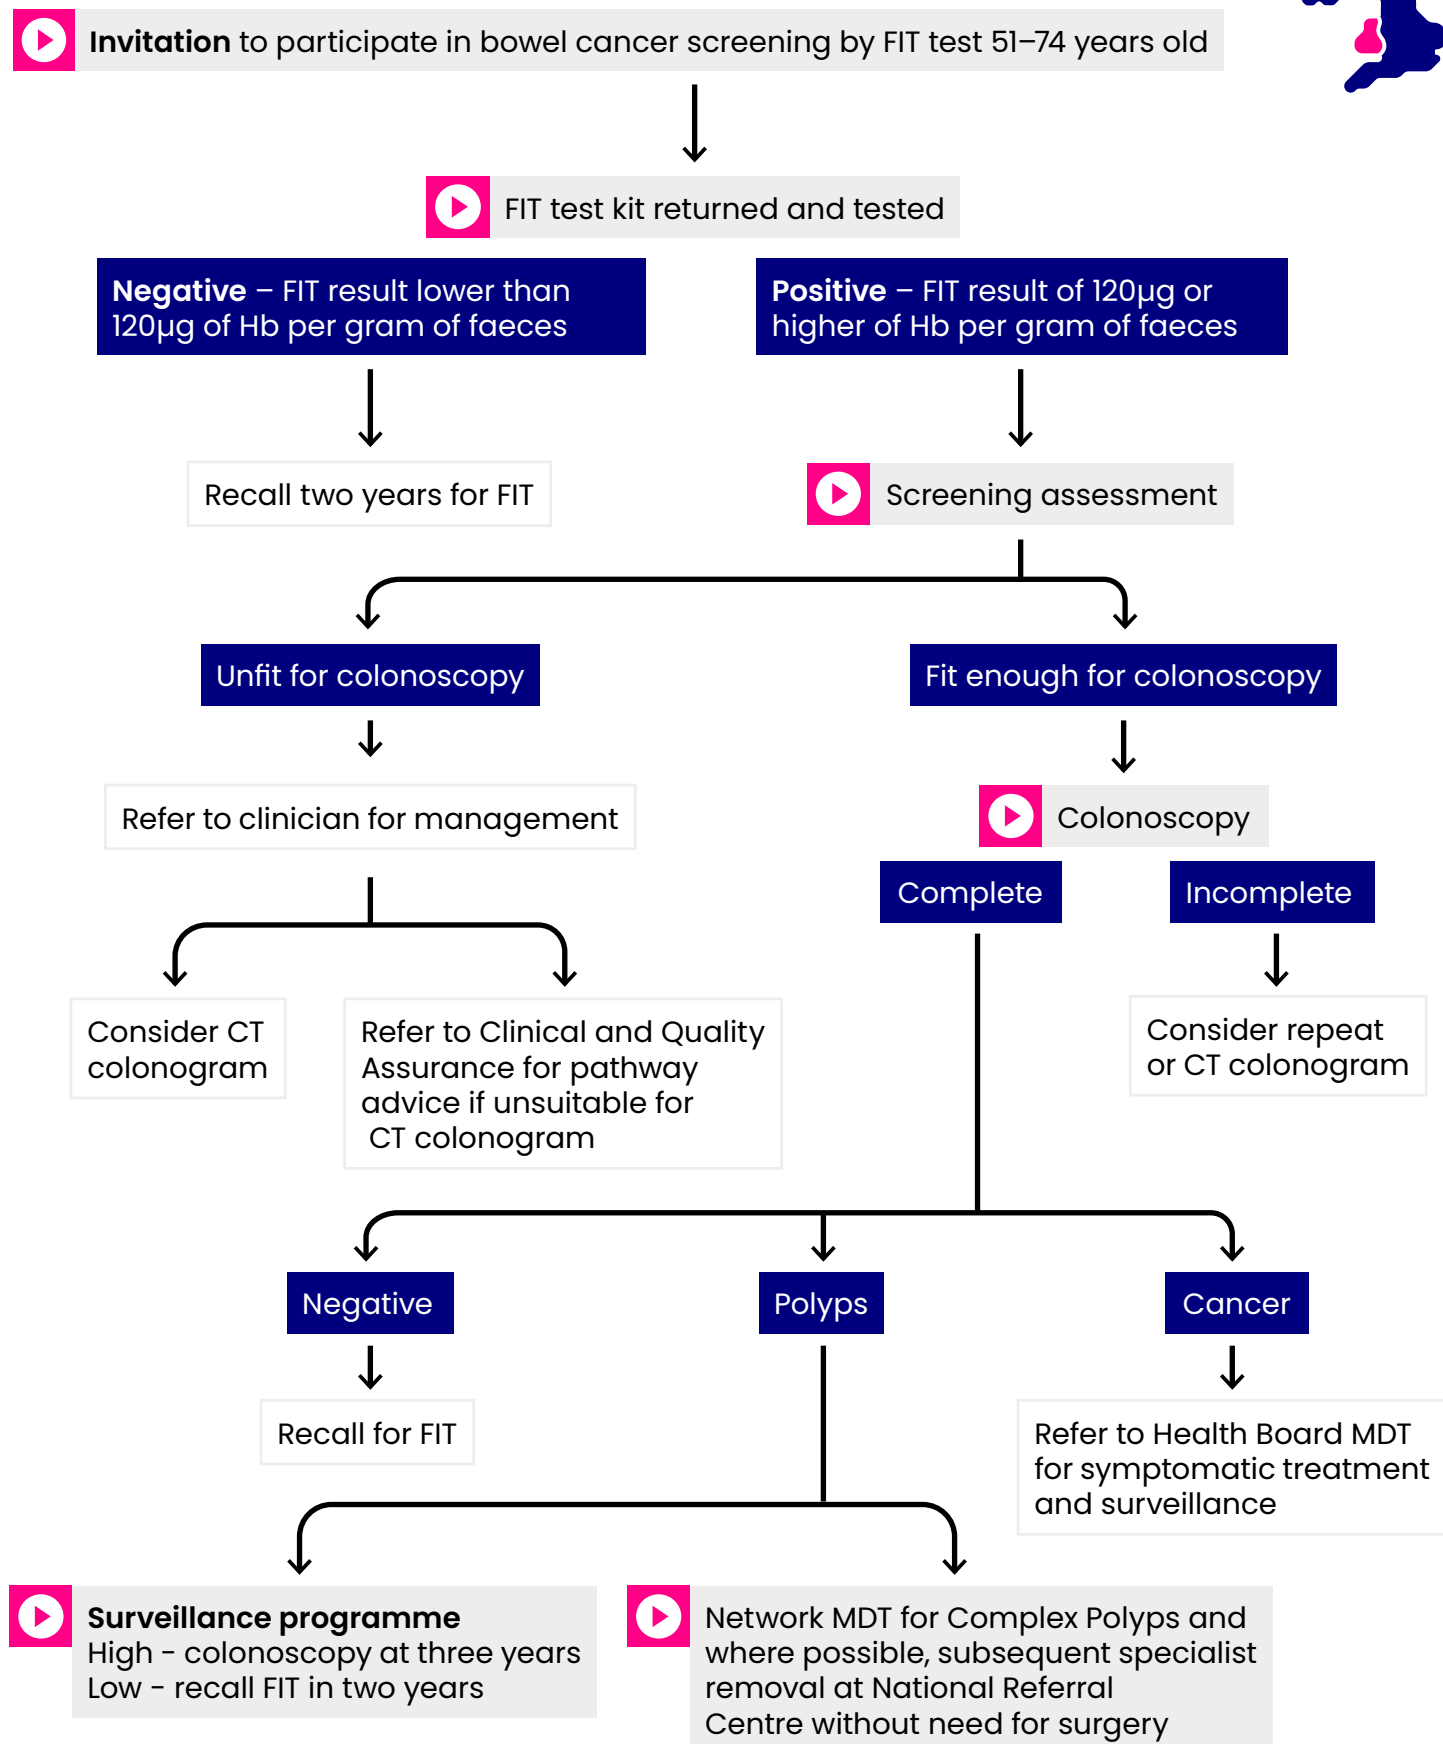 Invitation to participate in bowel cancer screening by FIT test 51–74 years old
FIT test kit returned and tested
Negative – FIT result lower than
120µg of Hb per gram of faeces
Positive – FIT result of 120µg or
higher of Hb per gram of faeces
Recall two years for FIT
Screening assessment
Unfit for colonoscopy
Fit enough for colonoscopy
Refer to clinician for management
Colonoscopy
Complete
Incomplete
Consider CT
colonogram
Refer to Clinical and Quality
Assurance for pathway
advice if unsuitable for
CT colonogram
Consider repeat
or CT colonogram
Negative
Polyps
Cancer
Recall for FIT
Refer to Health Board MDT
for symptomatic treatment
and surveillance
Surveillance programme
High - colonoscopy at three years
Low - recall FIT in two years
Network MDT for Complex Polyps and
where possible, subsequent specialist
removal at National Referral
Centre without need for surgery